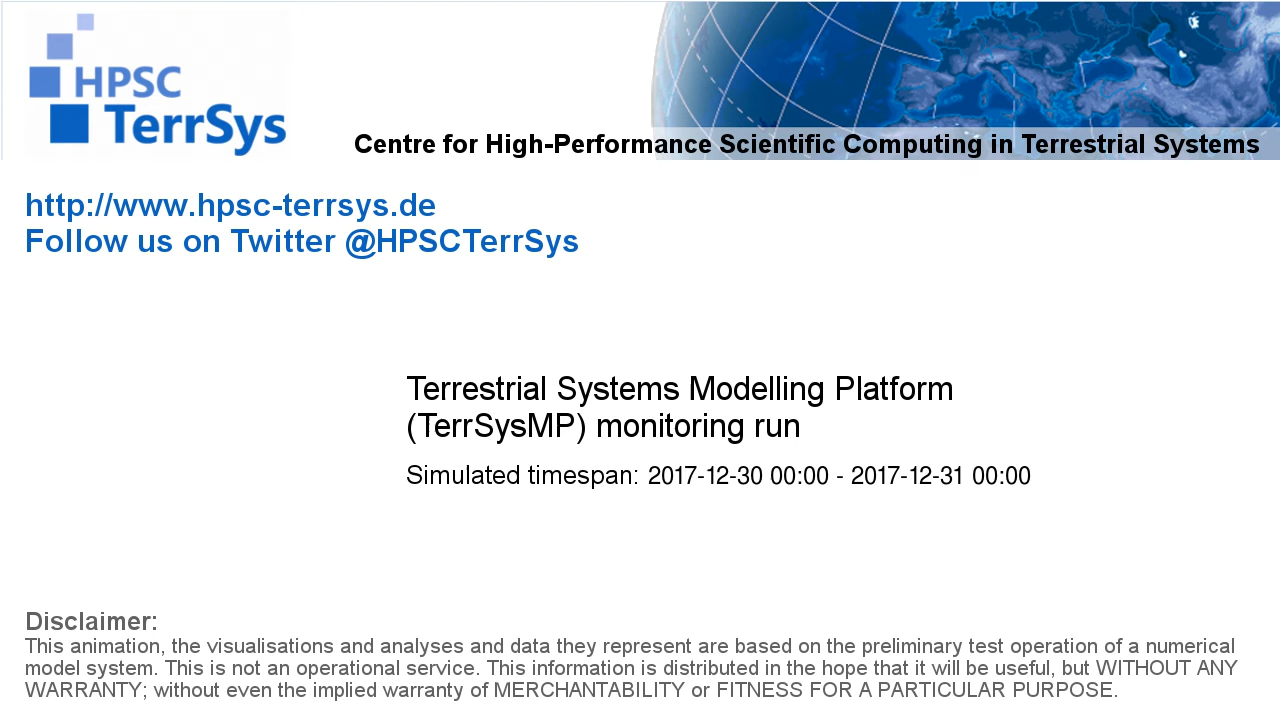 HPSC
TerrSys
Centre for High-Performance Scientific Computing in Terrestrial Systems
http://www.hpsc-terrsys.de
Follow us on Twitter @HPSCTerrSys
Terrestrial Systems Modelling Platform
(TerrSysMP) monitoring run
Simulated timespan: 2017-12-30 00:00 - 2017-12-31 00:00
Disclaimer:
This animation, the visualisations and analyses and data they represent are based on the preliminary test operation of a numerical
model system. This is not an operational service. This information is distributed in the hope that it will be useful, but WITHOUT ANY
WARRANTY; without even the implied warranty of MERCHANTABILITY or FITNESS FOR A PARTICULAR PURPOSE.